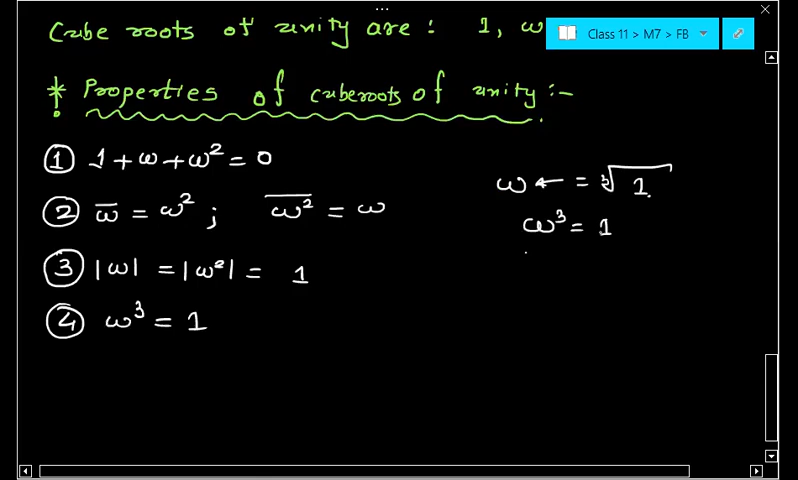 Cube roots of unity are : 1, ω
Class 11 > M7 > FB
* Properties of cuberoots of unity :-
① 1 + ω + ω² = 0
② ω̅ = ω² ; ω̅²̅ = ω
③ |ω| = |ω²| = 1
④ ω³ = 1
ω ← = ∛1
ω³ = 1